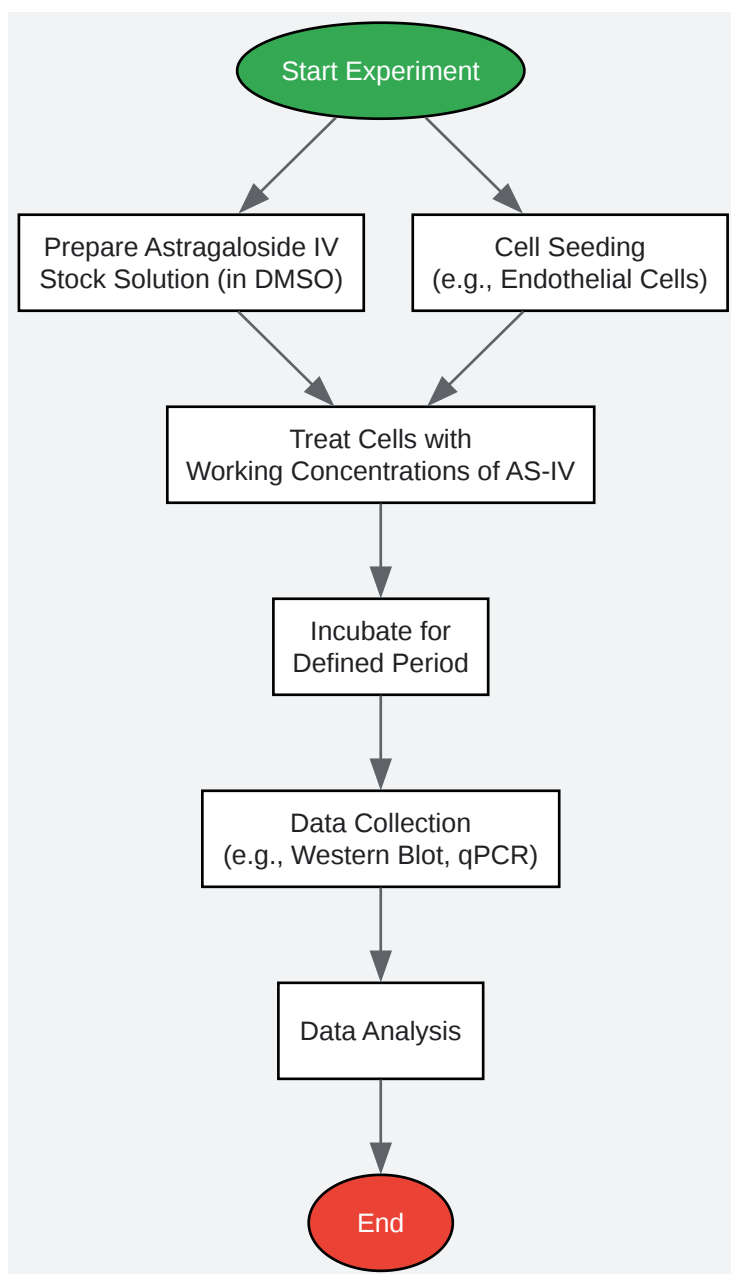 Start Experiment
Prepare Astragaloside IV
Stock Solution (in DMSO)
Cell Seeding
(e.g., Endothelial Cells)
Treat Cells with
Working Concentrations of AS-IV
Incubate for
Defined Period
Data Collection
(e.g., Western Blot, qPCR)
Data Analysis
End